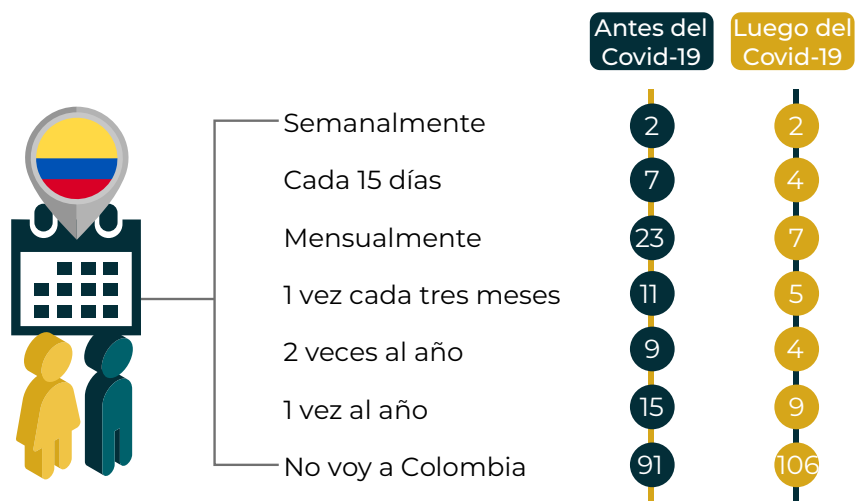 Antes del
Covid-19
Luego del
Covid-19
Semanalmente 2 2
Cada 15 días 7 4
Mensualmente 23 7
1 vez cada tres meses 11 5
2 veces al año 9 4
1 vez al año 15 9
No voy a Colombia 91 106